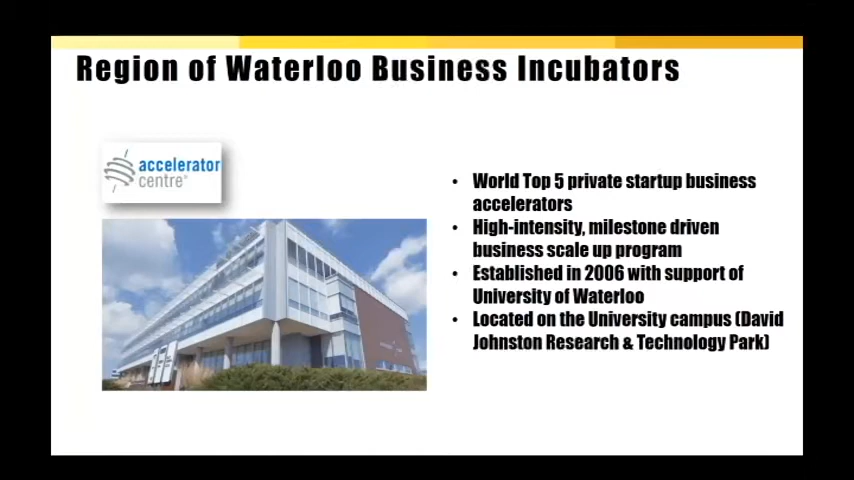 Region of Waterloo Business Incubators
accelerator
centre®
• World Top 5 private startup business
accelerators
• High-intensity, milestone driven
business scale up program
• Established in 2006 with support of
University of Waterloo
• Located on the University campus (David
Johnston Research & Technology Park)